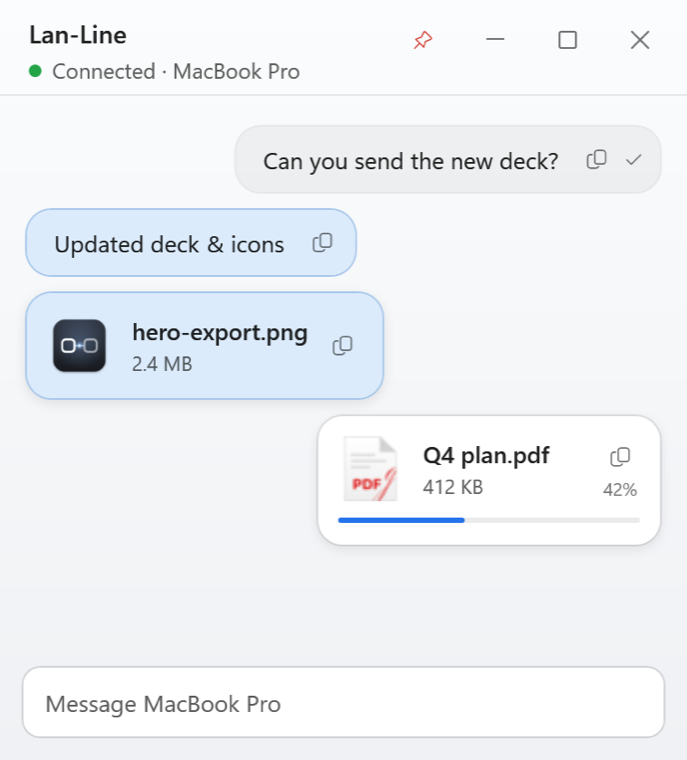 Lan-Line
Connected · MacBook Pro
Can you send the new deck?
Updated deck & icons
hero-export.png
2.4 MB
PDF
Q4 plan.pdf
412 KB
42%
Message MacBook Pro